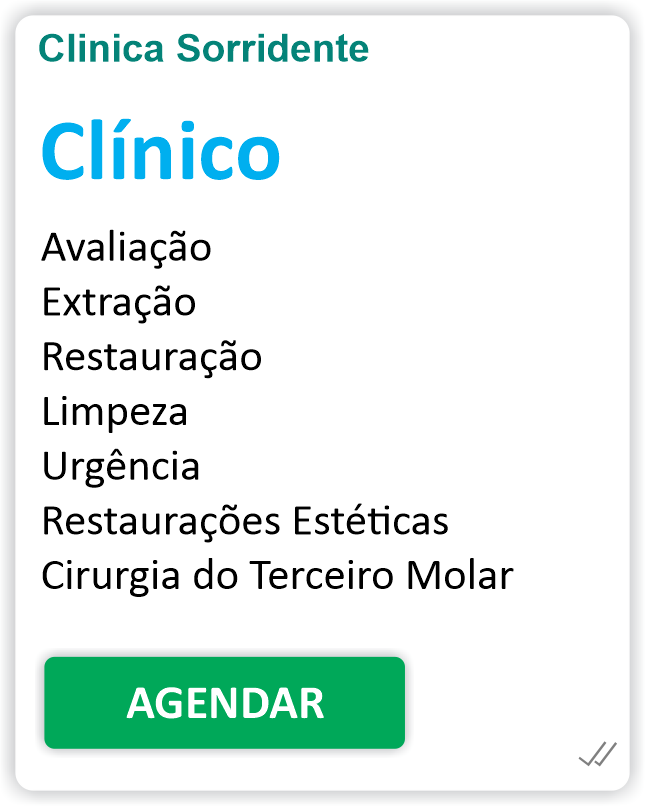 Clinica Sorridente
Clínico
Avaliação
Extração
Restauração
Limpeza
Urgência
Restaurações Estéticas
Cirurgia do Terceiro Molar
AGENDAR